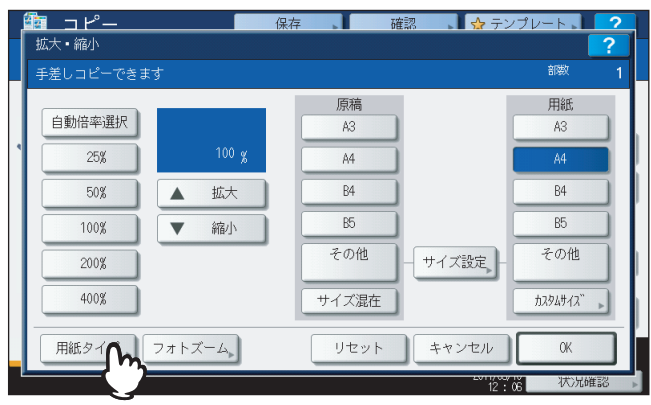 コピー
保存
確認
テンプレート
?
拡大・縮小
?
手差しコピーできます
部数 1
自動倍率選択
25%
50%
100%
200%
400%
100 %
▲ 拡大
▼ 縮小
原稿
A3
A4
B4
B5
その他
サイズ混在
サイズ設定
用紙
A3
A4
B4
B5
その他
カスタムサイズ
用紙タイ
フォトズーム
リセット
キャンセル
OK
12:06
状況確認